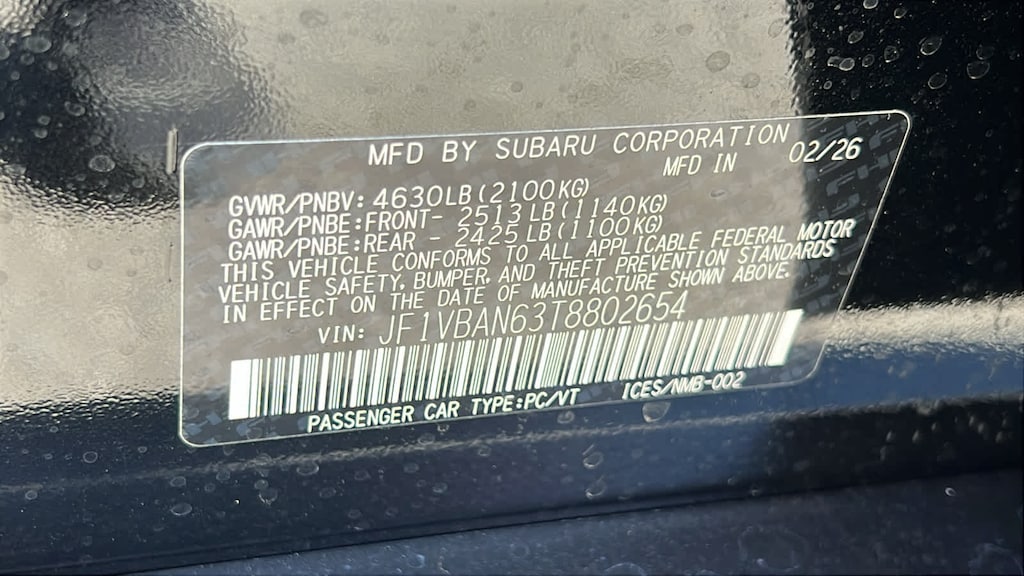 MFD BY SUBARU CORPORATION
MFD IN 02/26
GVWR/PNBV: 4630LB(2100KG)
GAWR/PNBE:FRONT- 2513LB(1140KG)
GAWR/PNBE:REAR - 2425LB(1100KG)
THIS VEHICLE CONFORMS TO ALL APPLICABLE FEDERAL MOTOR
VEHICLE SAFETY, BUMPER, AND THEFT PREVENTION STANDARDS
IN EFFECT ON THE DATE OF MANUFACTURE SHOWN ABOVE.
VIN: JF1VBAN63T8802654
PASSENGER CAR TYPE:PC/VT ICES/NMB-002